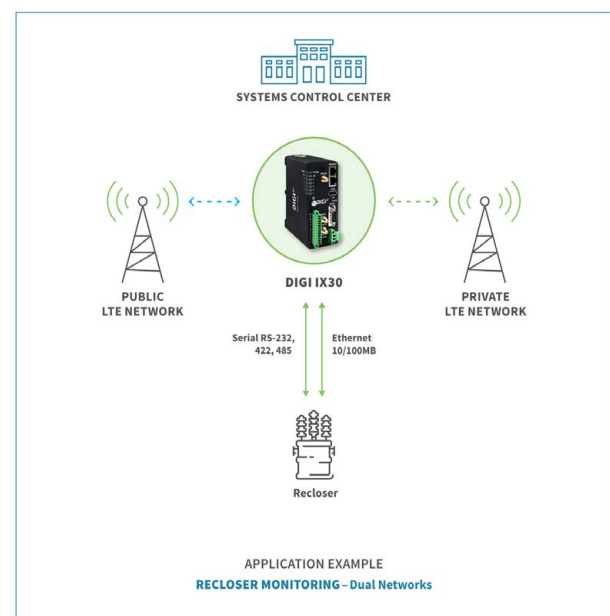 SYSTEMS CONTROL CENTER
DIGI
DIGI IX30
PUBLIC
LTE NETWORK
PRIVATE
LTE NETWORK
Serial RS-232,
422, 485
Ethernet
10/100MB
Recloser
APPLICATION EXAMPLE
RECLOSER MONITORING – Dual Networks